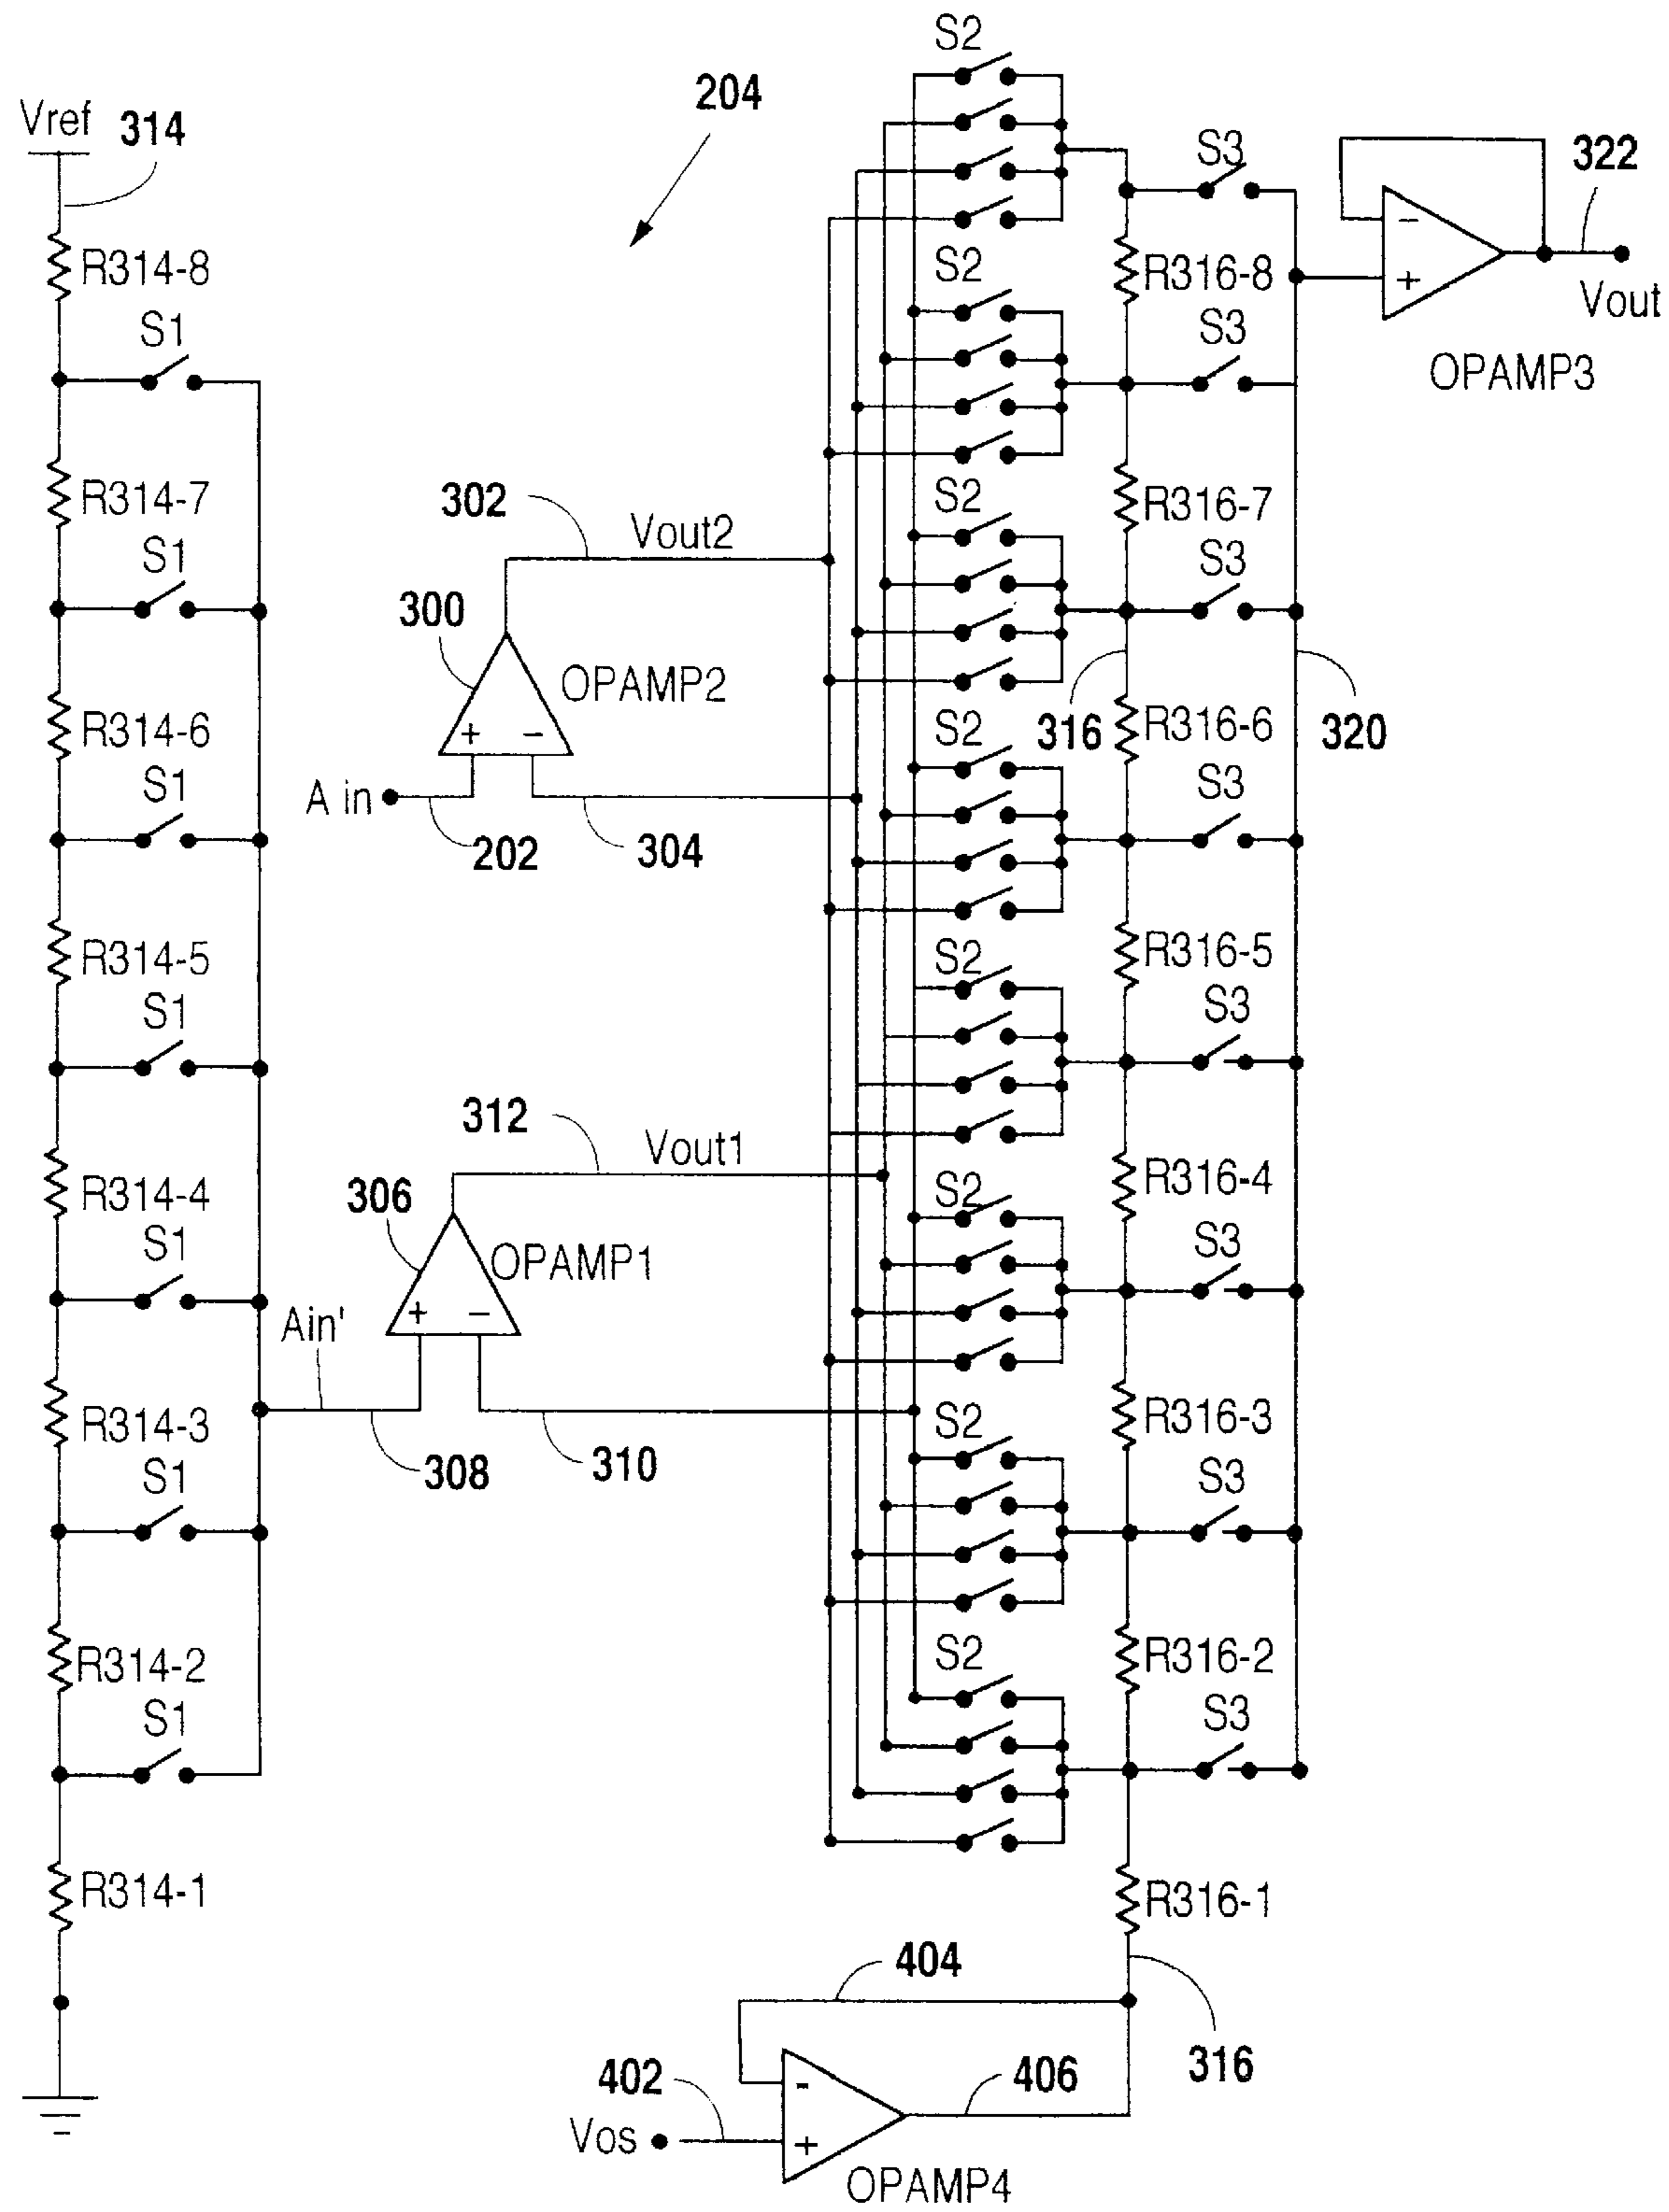 S2
204
Vref 314
S3
322
R314-8
S2
R316-8
Vout
S1
S3
OPAMP3
R314-7
302
Vout2
S2
R316-7
S1
S3
300
OPAMP2
R314-6
S2
316
R316-6
320
S1
S3
A in
202
304
R314-5
S2
R316-5
S1
S3
312
Vout1
R314-4
306
S2
R316-4
S1
OPAMP1
S3
Ain'
R314-3
S2
R316-3
S1
308
310
S3
R314-2
S2
R316-2
S1
S3
R314-1
R316-1
404
316
402
406
Vos
OPAMP4
+
-
+
-
+
-
+
-